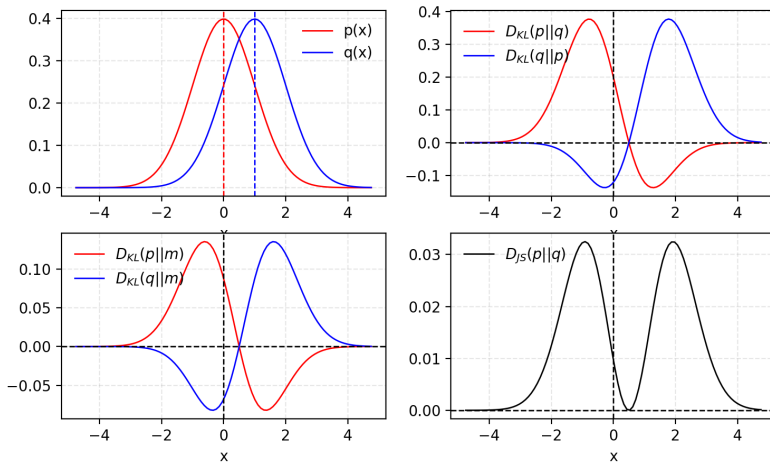 p(x)
q(x)
0.4
0.3
0.2
0.1
0.0
−4 −2 0 2 4
x
D_KL(p||q)
D_KL(q||p)
0.4
0.3
0.2
0.1
0.0
−0.1
−4 −2 0 2 4
x
D_KL(p||m)
D_KL(q||m)
0.10
0.05
0.00
−0.05
−4 −2 0 2 4
x
D_JS(p||q)
0.03
0.02
0.01
0.00
−4 −2 0 2 4
x